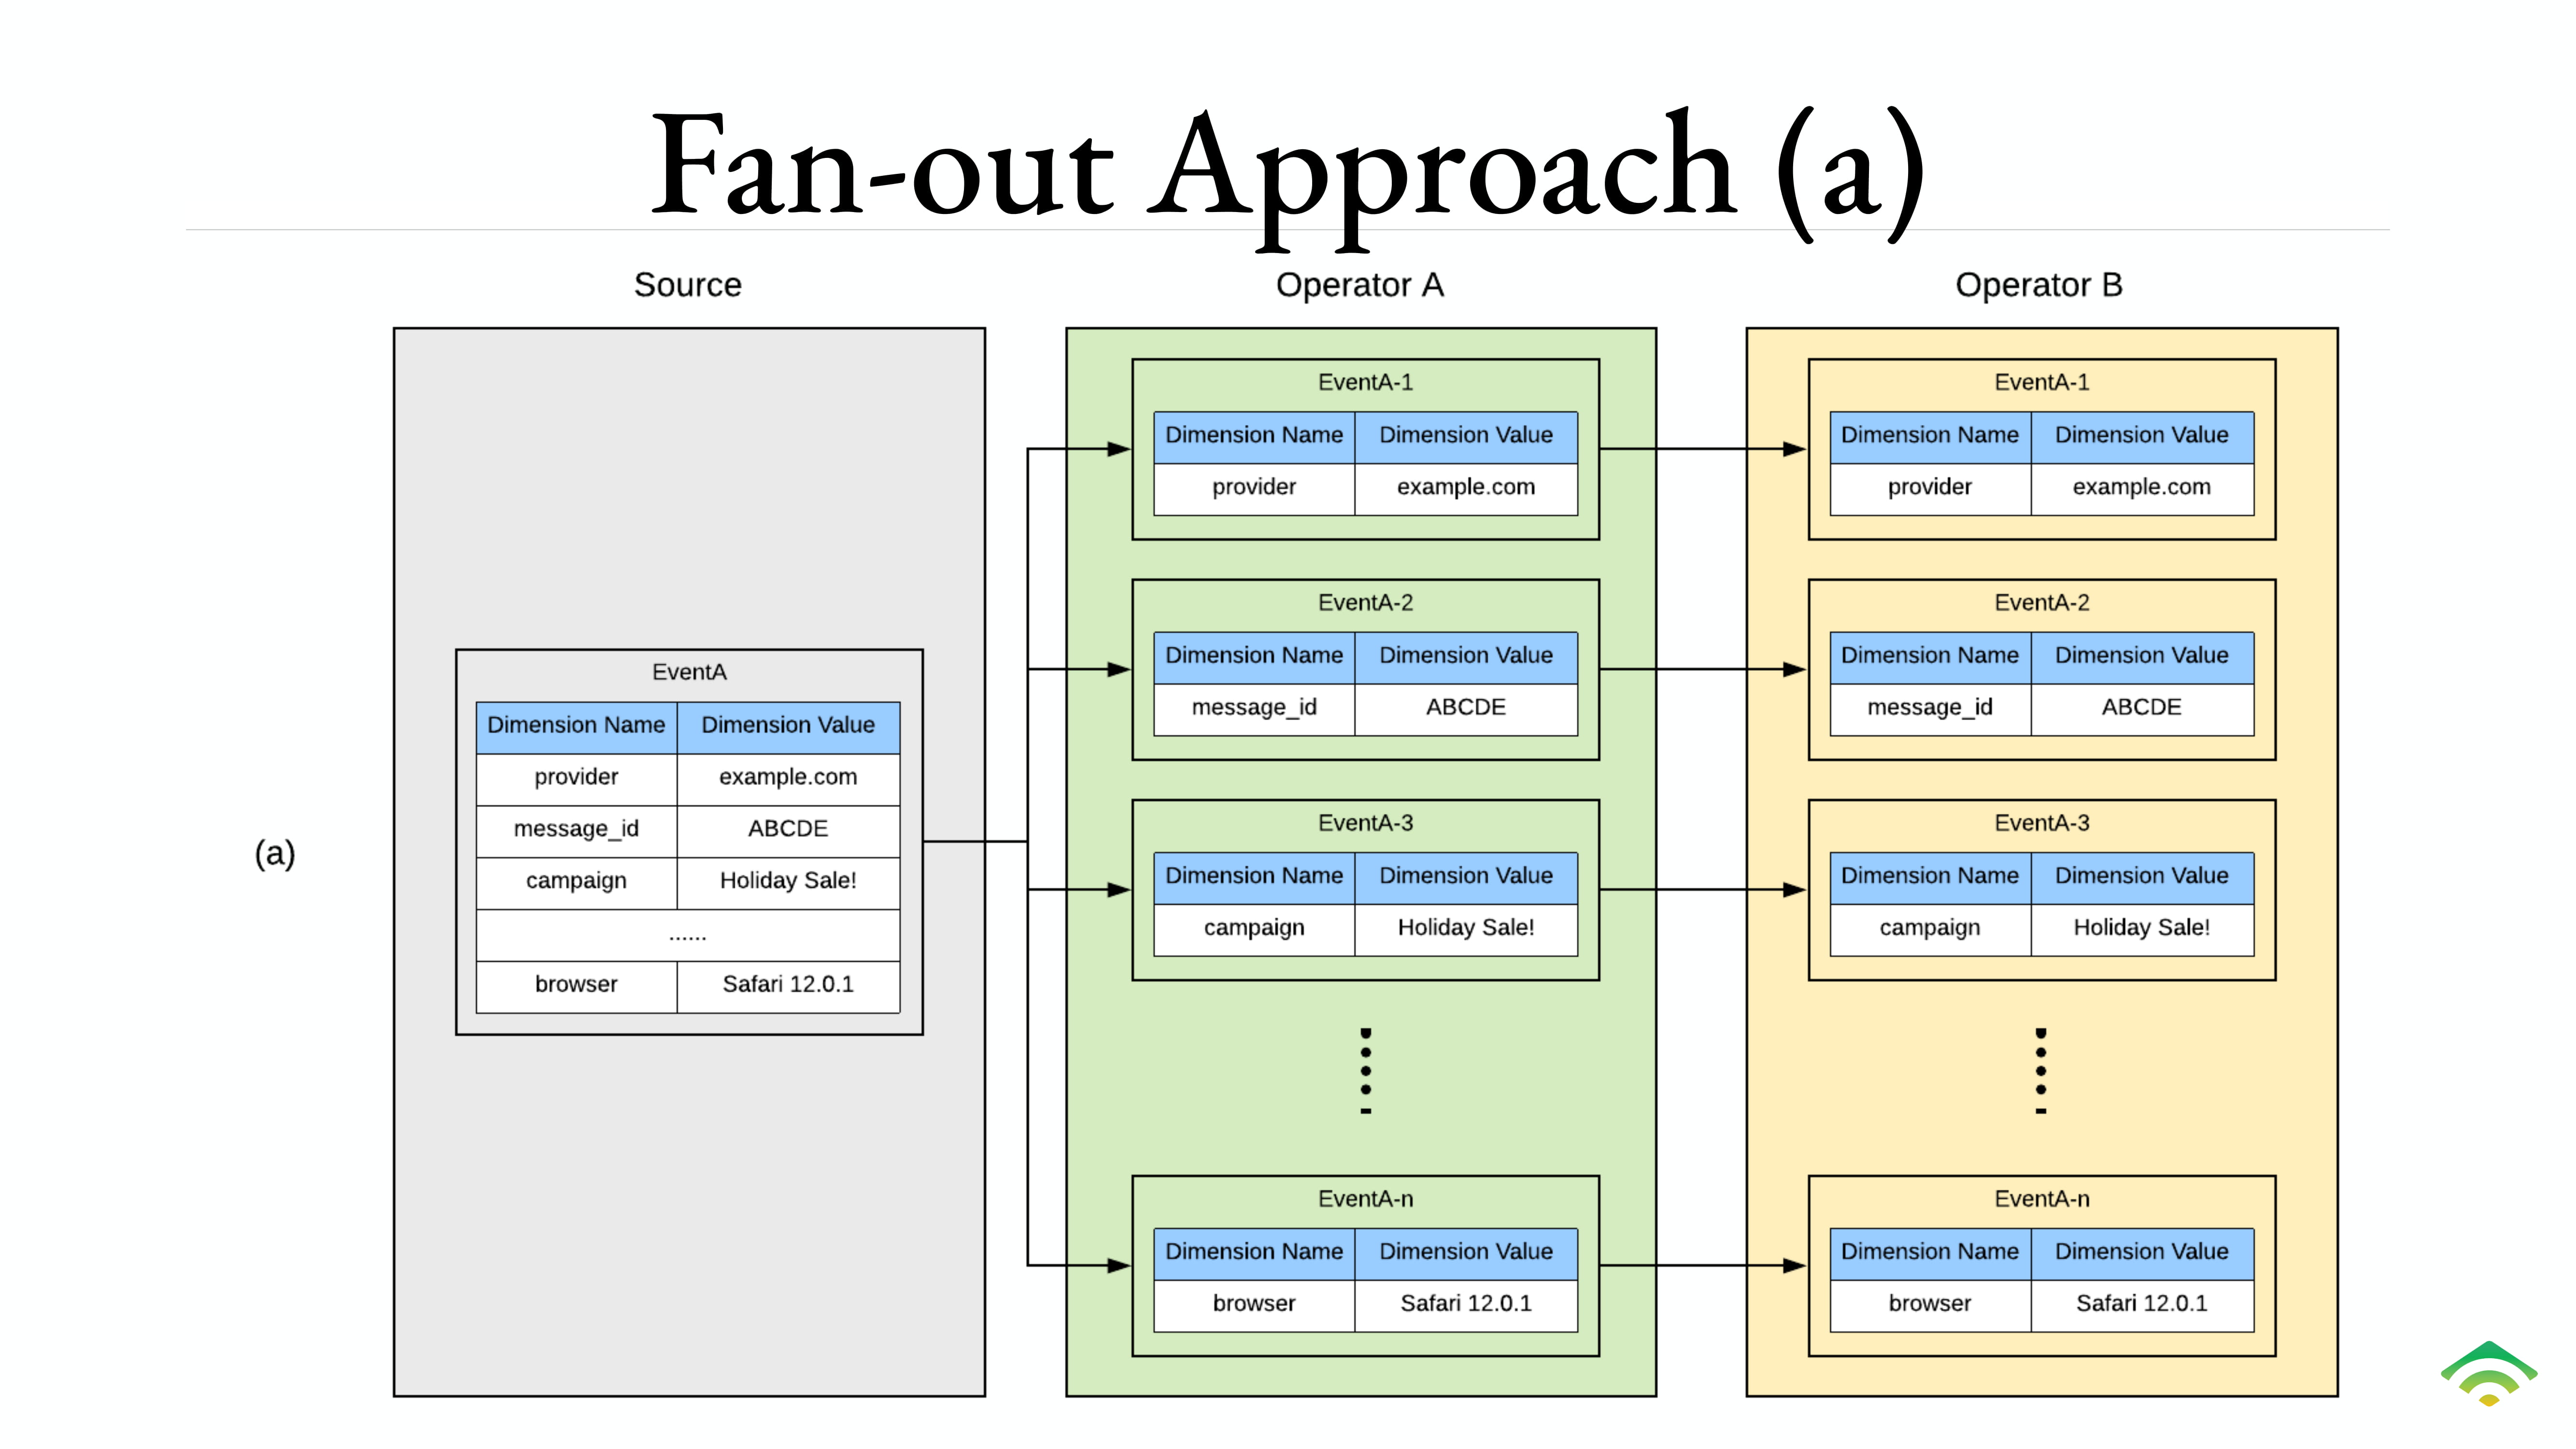 Fan-out Approach (a)
Source
Operator A
Operator B
(a)
EventA
Dimension Name Dimension Value
provider example.com
message_id ABCDE
campaign Holiday Sale!
......
browser Safari 12.0.1
EventA-1
Dimension Name Dimension Value
provider example.com
EventA-2
Dimension Name Dimension Value
message_id ABCDE
EventA-3
Dimension Name Dimension Value
campaign Holiday Sale!
EventA-n
Dimension Name Dimension Value
browser Safari 12.0.1
EventA-1
Dimension Name Dimension Value
provider example.com
EventA-2
Dimension Name Dimension Value
message_id ABCDE
EventA-3
Dimension Name Dimension Value
campaign Holiday Sale!
EventA-n
Dimension Name Dimension Value
browser Safari 12.0.1